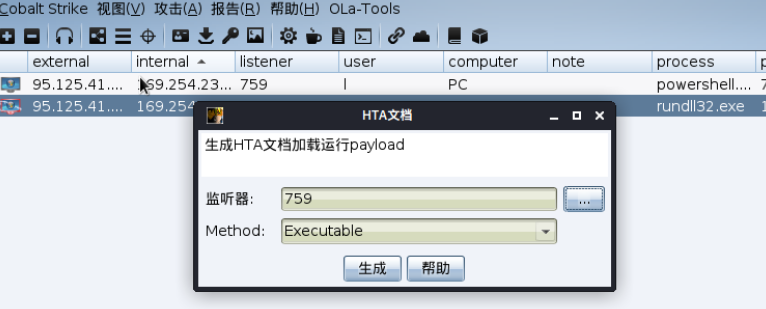 Cobalt Strike 视图(V) 攻击(A) 报告(R) 帮助(H) OLa-Tools
external internal listener user computer note process p
95.125.41.... 169.254.23... 759 l PC powershell.... 7
95.125.41.... 169.254 rundll32.exe 1
HTA文档
生成HTA文档加载运行payload
监听器: 759 ...
Method: Executable
生成 帮助